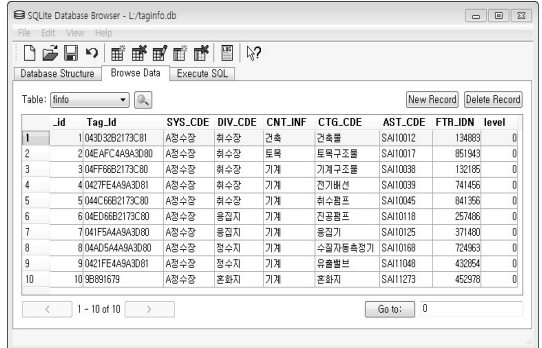 SQLite Database Browser - L:/taginfo.db
File Edit View Help
Database Structure Browse Data Execute SQL
Table: finfo New Record Delete Record
_id Tag_Id SYS_CDE DIV_CDE CNT_INF CTG_CDE AST_CDE FTR_IDN level
1 1 043D32B2173C81 A정수장 취수장 건축 건축물 SAI10012 134883 0
2 2 04EAFC4A9A3D80 A정수장 취수장 토목 토목구조물 SAI10017 851943 0
3 3 04FF66B2173C80 A정수장 취수장 기계 기계구조물 SAI10038 132185 0
4 4 0427FE4A9A3D81 A정수장 취수장 기계 전기배선 SAI10039 741456 0
5 5 044C66B2173C80 A정수장 취수장 기계 취수펌프 SAI10045 841356 0
6 6 04ED66B2173C80 A정수장 응집지 기계 진공펌프 SAI10118 257486 0
7 7 041F5A4A9A3D80 A정수장 응집지 기계 응집기 SAI10125 371480 0
8 8 04AD5A4A9A3D80 A정수장 정수지 기계 수질자동측정기 SAI10168 724963 0
9 9 0421FE4A9A3D81 A정수장 정수지 기계 유출밸브 SAI11048 432854 0
10 10 9B891679 A정수장 혼화지 기계 혼화지 SAI11273 452978 0
< 1 - 10 of 10 > Go to: 0